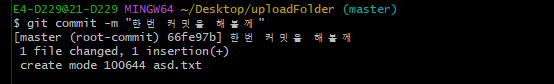 E4-D229@21-D229 MINGW64 ~/Desktop/uploadFolder (master)
$ git commit -m "한번 커밋을 해볼께"
[master (root-commit) 66fe97b] 한번 커밋을 해볼께
 1 file changed, 1 insertion(+)
 create mode 100644 asd.txt